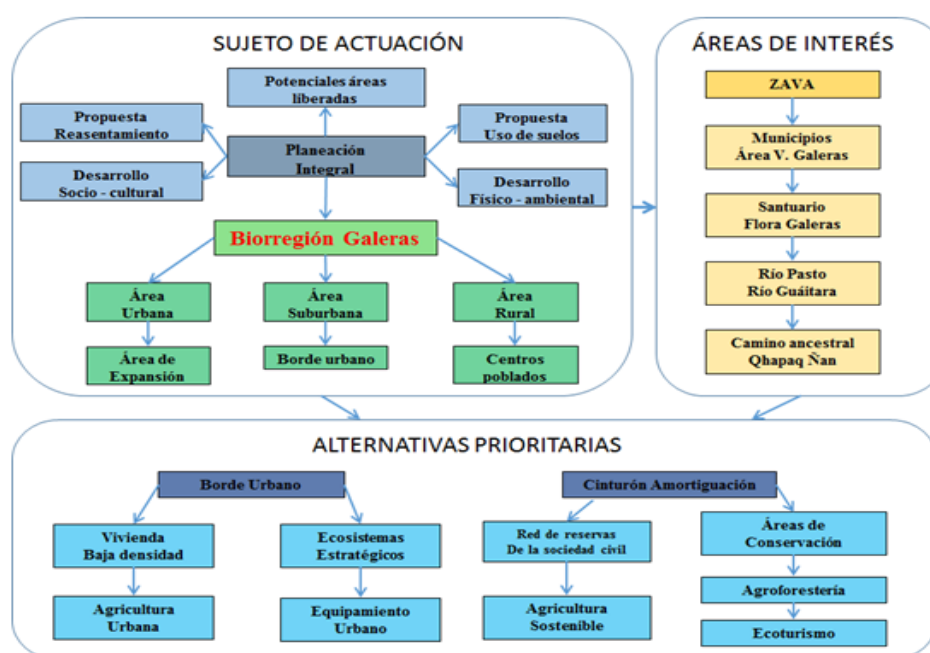 SUJETO DE ACTUACIÓN
Potenciales áreas
liberadas
Propuesta
Reasentamiento
Propuesta
Uso de suelos
Planeación
Integral
Desarrollo
Socio - cultural
Desarrollo
Físico - ambiental
Biorregión Galeras
Área
Urbana
Área
Suburbana
Área
Rural
Área de
Expansión
Borde urbano
Centros
poblados
ÁREAS DE INTERÉS
ZAVA
Municipios
Área V. Galeras
Santuario
Flora Galeras
Río Pasto
Río Guáitara
Camino ancestral
Qhapaq Ñan
ALTERNATIVAS PRIORITARIAS
Borde Urbano
Vivienda
Baja densidad
Ecosistemas
Estratégicos
Agricultura
Urbana
Equipamiento
Urbano
Cinturón Amortiguación
Red de reservas
De la sociedad civil
Áreas de
Conservación
Agricultura
Sostenible
Agroforestería
Ecoturismo